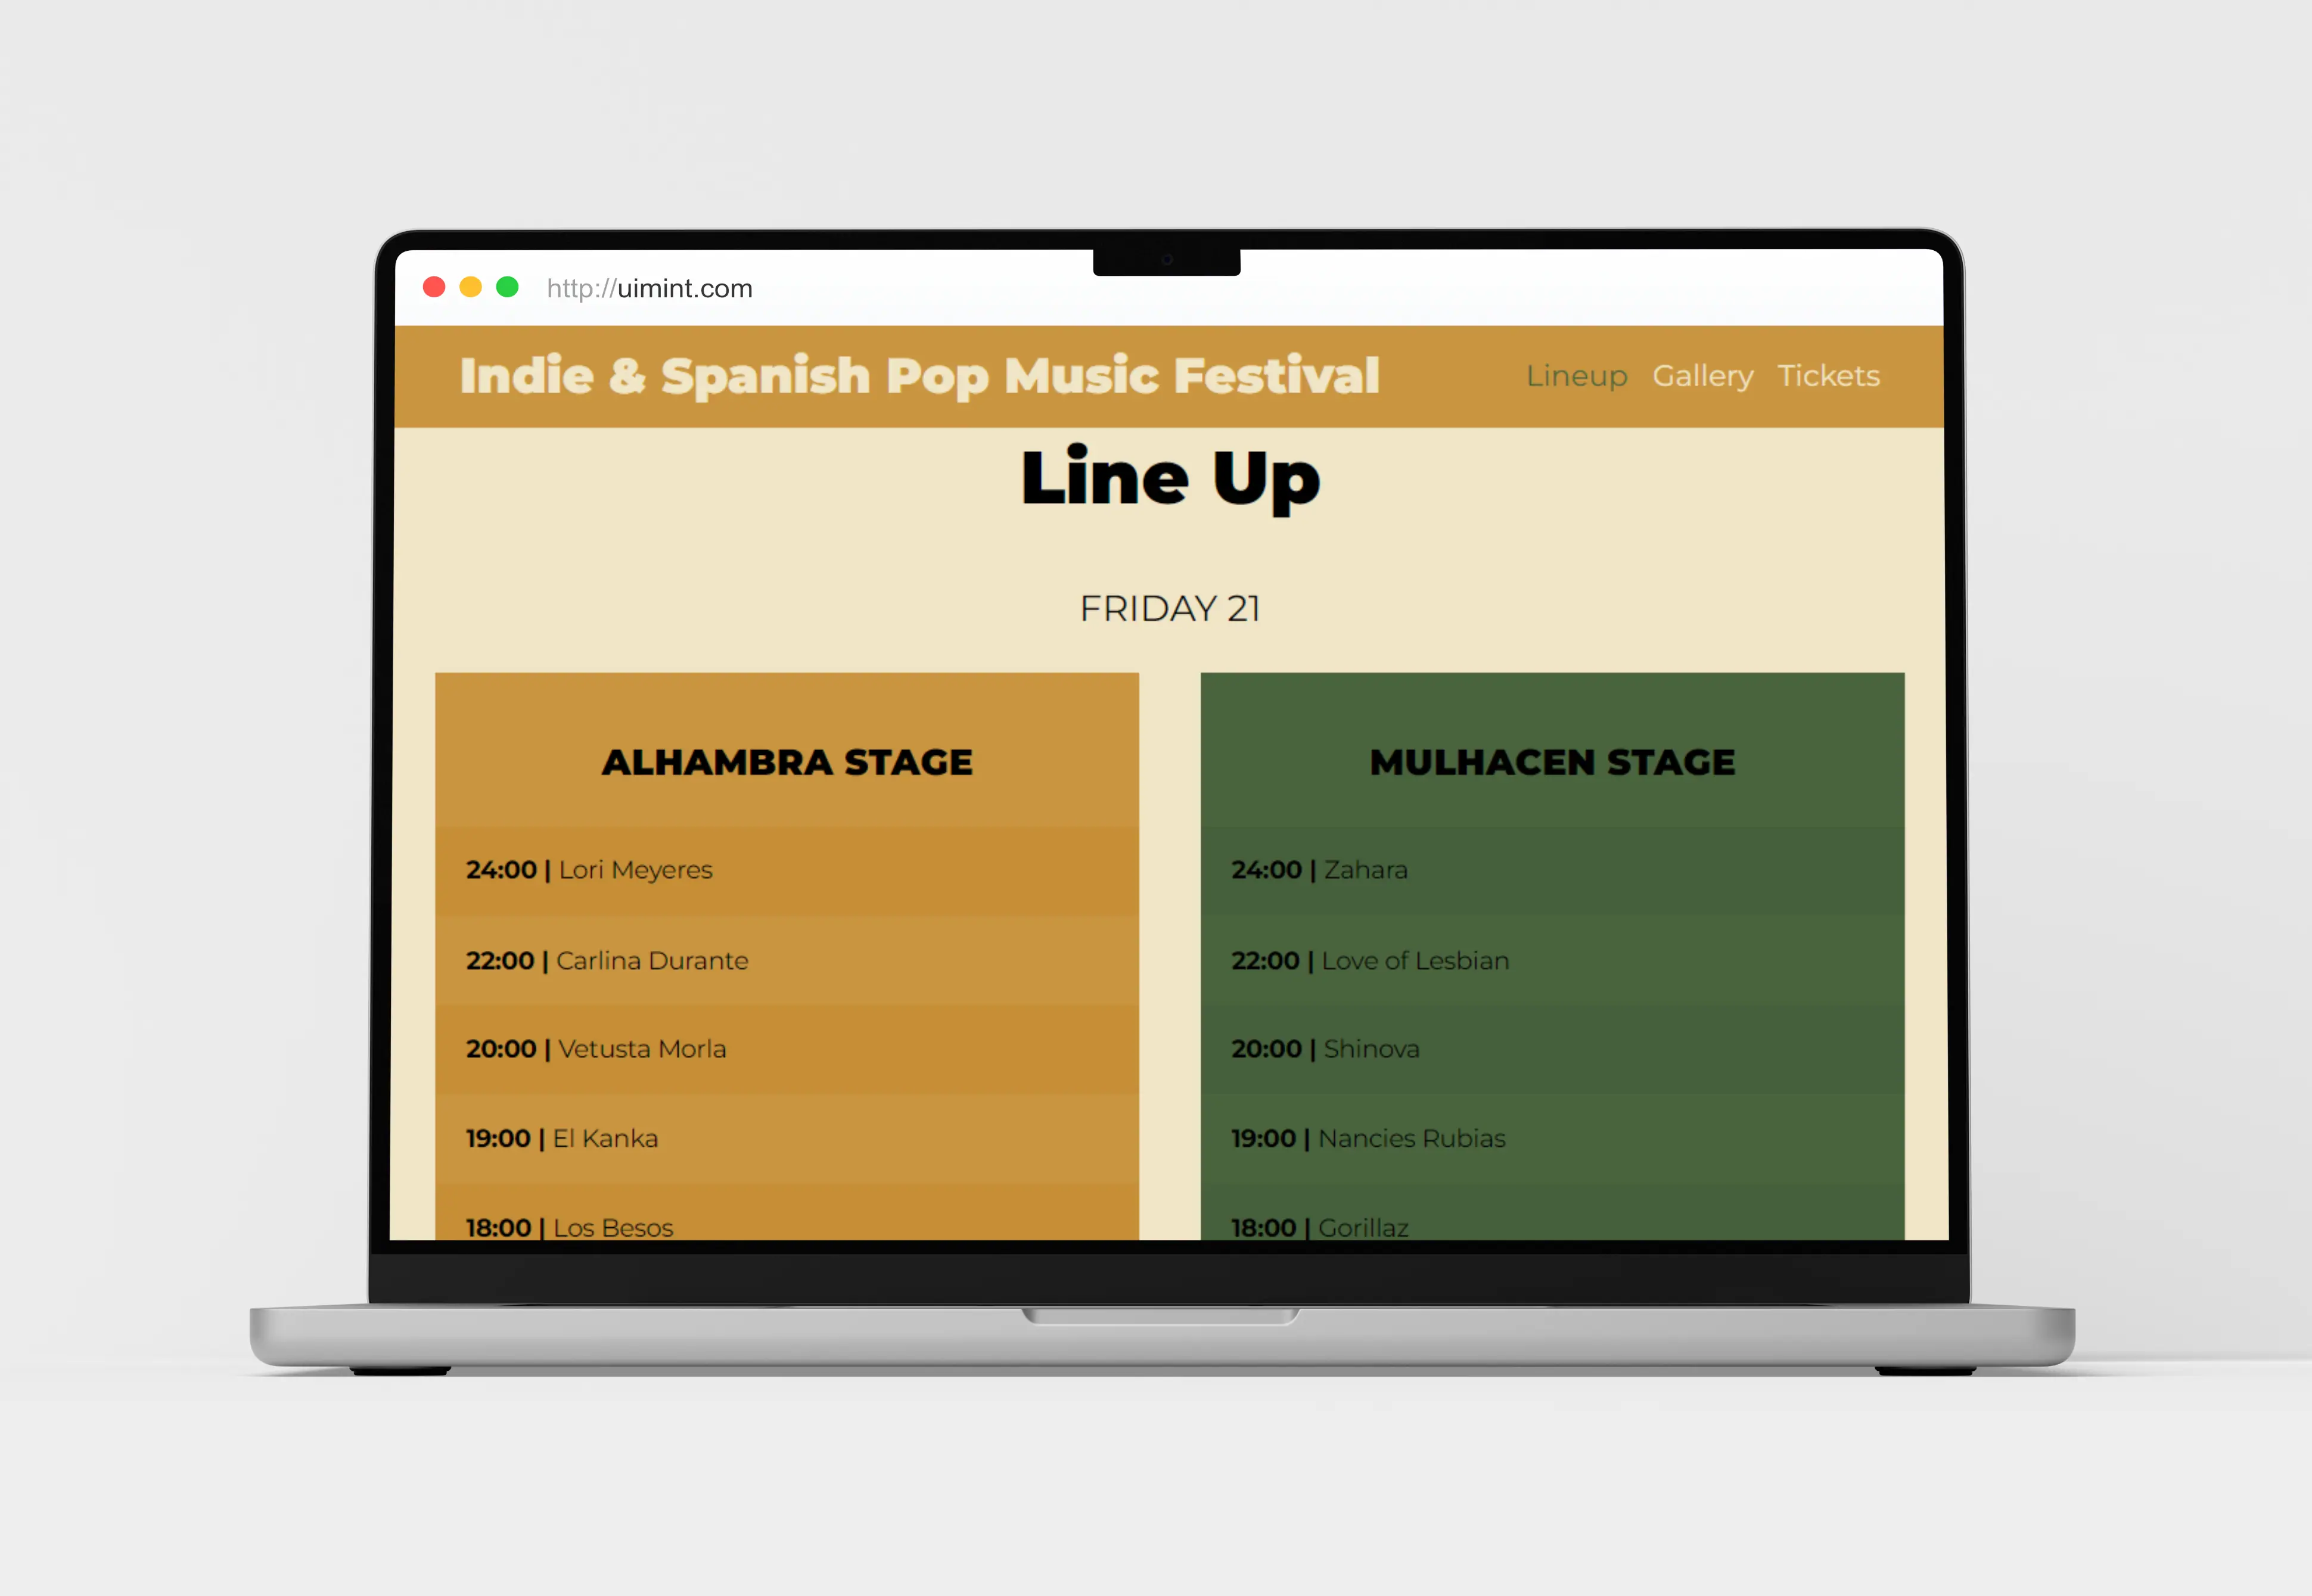 http://uimint.com
Indie & Spanish Pop Music Festival
Lineup Gallery Tickets
Line Up
FRIDAY 21
ALHAMBRA STAGE
24:00 | Lori Meyeres
22:00 | Carlina Durante
20:00 | Vetusta Morla
19:00 | El Kanka
18:00 | Los Besos
MULHACEN STAGE
24:00 | Zahara
22:00 | Love of Lesbian
20:00 | Shinova
19:00 | Nancies Rubias
18:00 | Gorillaz